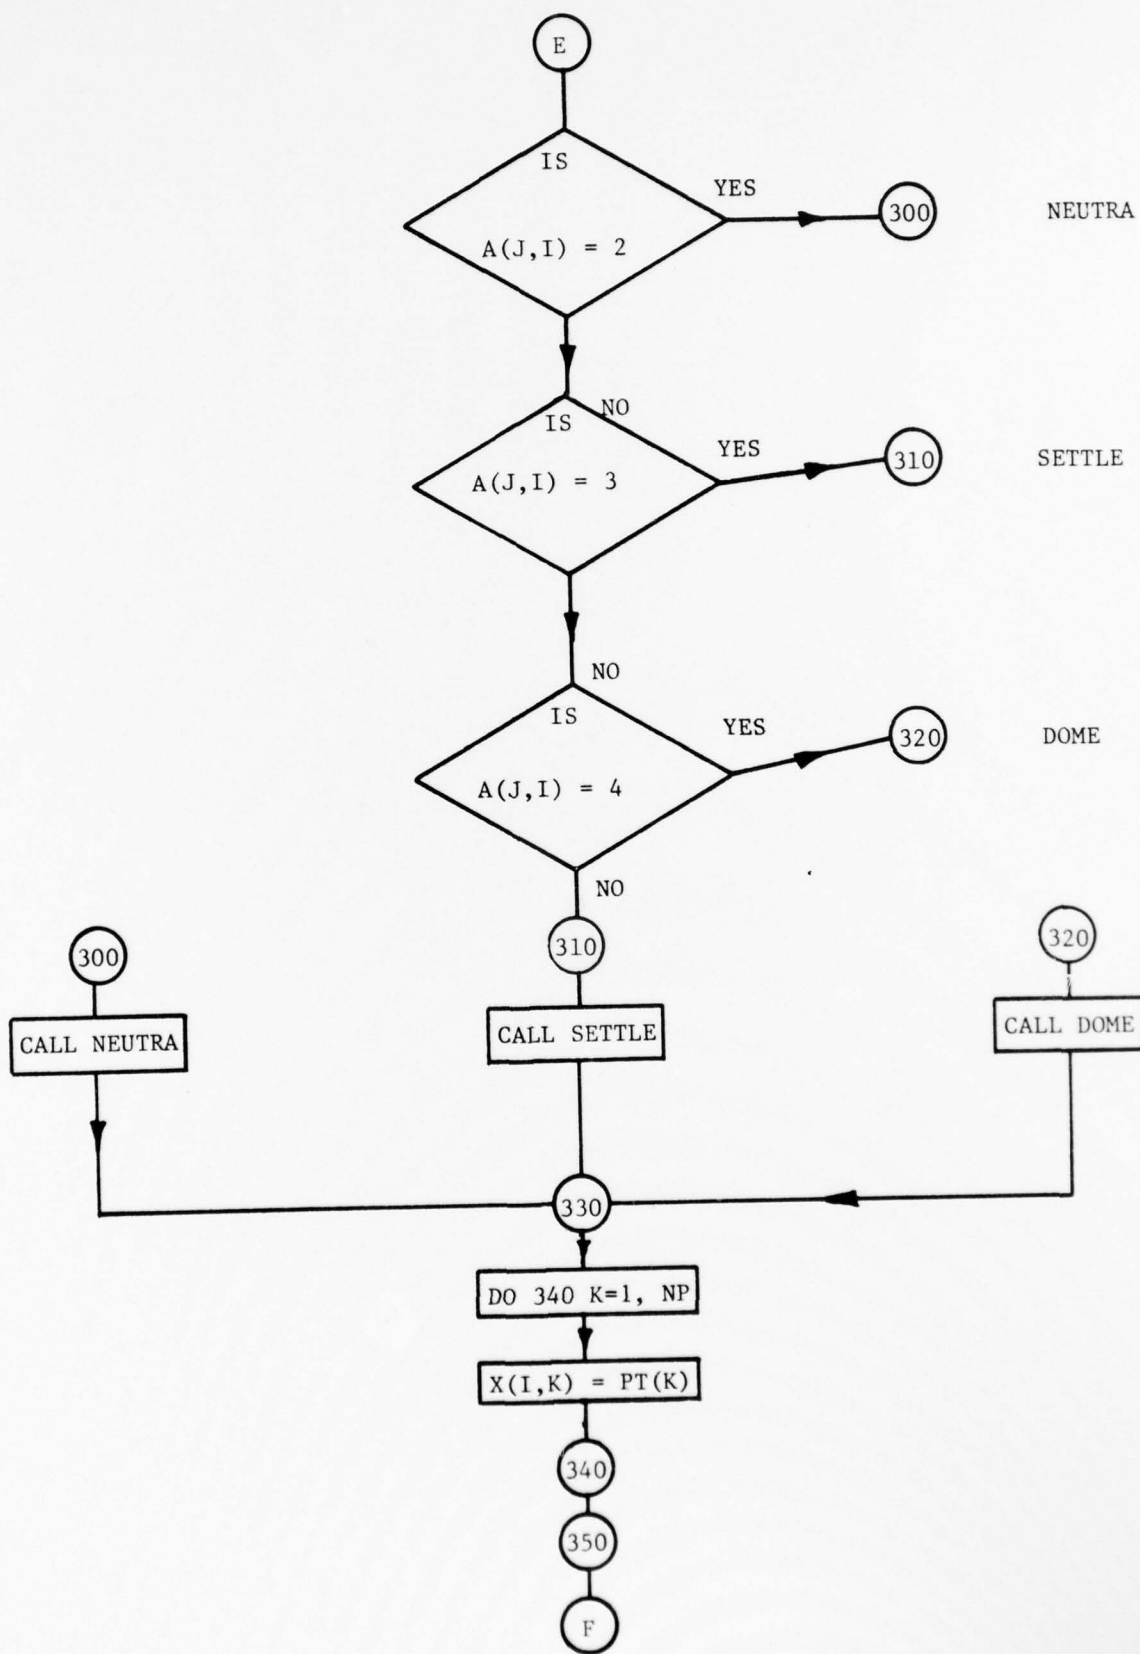 E
IS
A(J,I) = 2
YES
300
NEUTRA
NO
IS
A(J,I) = 3
YES
310
SETTLE
NO
IS
A(J,I) = 4
YES
320
DOME
NO
300
310
320
CALL NEUTRA
CALL SETTLE
CALL DOME
330
DO 340 K=1, NP
X(I,K) = PT(K)
340
350
F